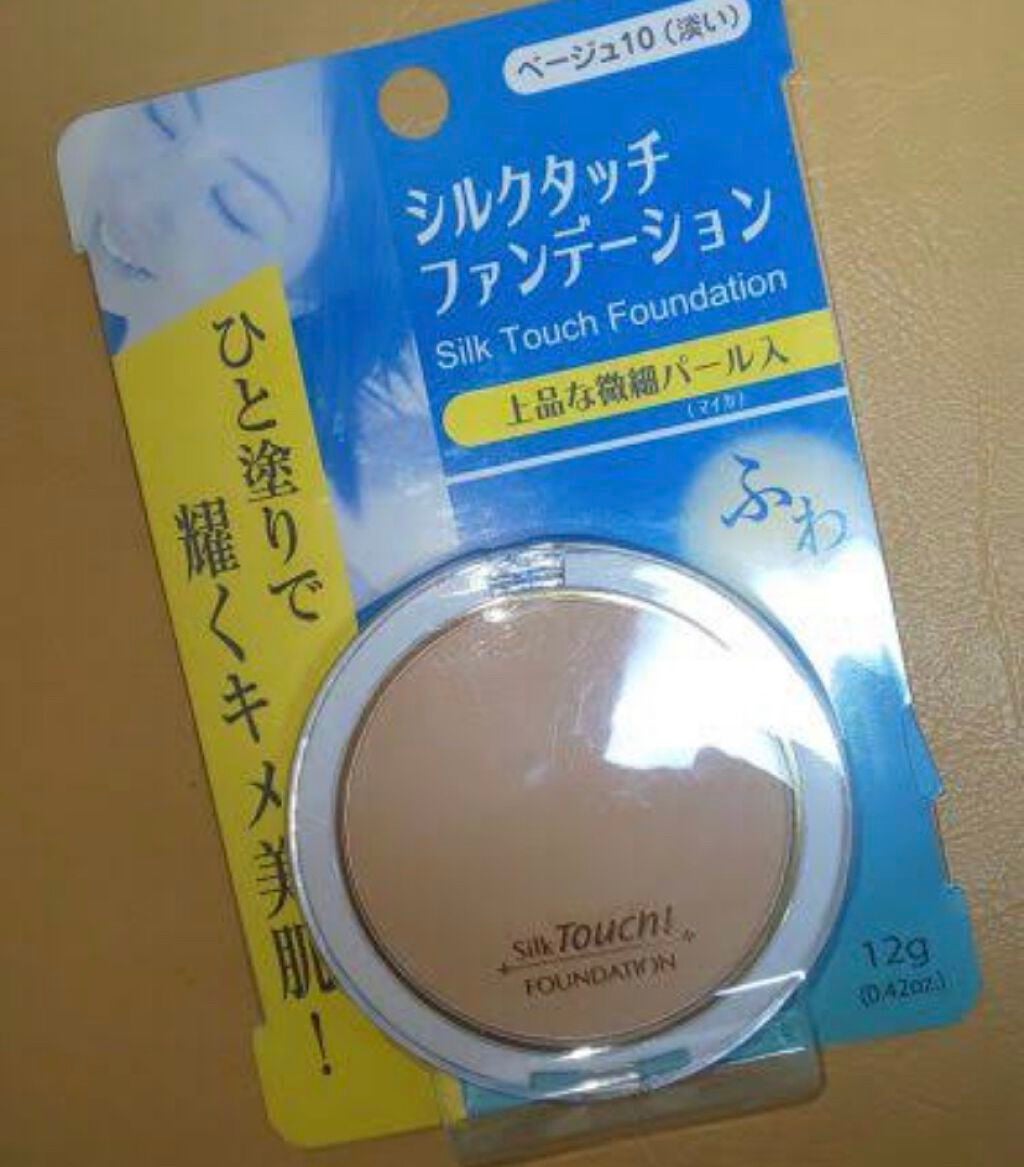 ベージュ10（淡い）
シルクタッチ
ファンデーション
Silk Touch Foundation
上品な微細パール入
（マイカ）
ふわ
ひと塗りで
耀くキメ美肌！
Silk Touch!
FOUNDATION
12g
(0.42oz.)